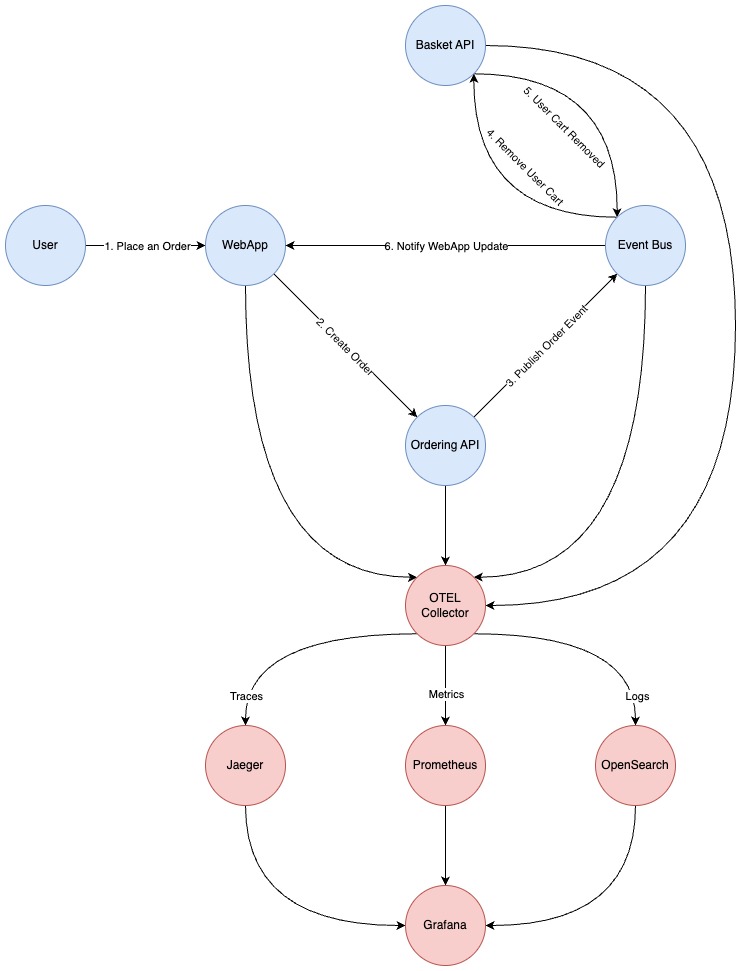 Basket API
5. User Cart Removed
4. Remove User Cart
User
1. Place an Order
WebApp
6. Notify WebApp Update
Event Bus
2. Create Order
3. Publish Order Event
Ordering API
OTEL
Collector
Traces
Metrics
Logs
Jaeger
Prometheus
OpenSearch
Grafana